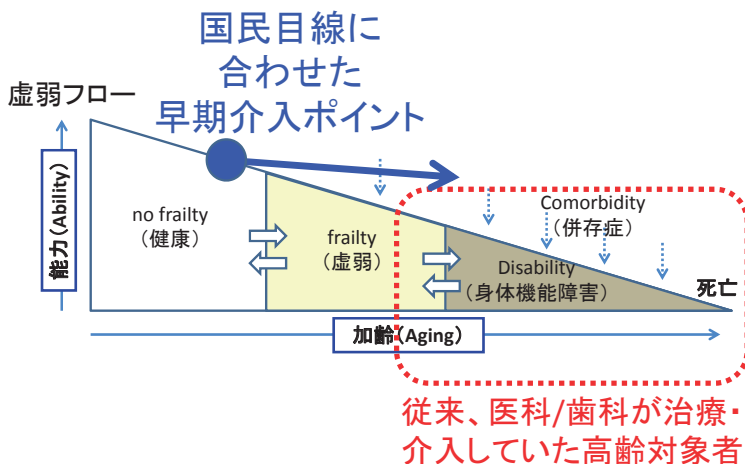 国民目線に
合わせた
早期介入ポイント
虚弱フロー
能力(Ability)
no frailty
(健康)
frailty
(虚弱)
Comorbidity
(併存症)
Disability
(身体機能障害)
死亡
加齢(Aging)
従来、医科/歯科が治療・
介入していた高齢対象者